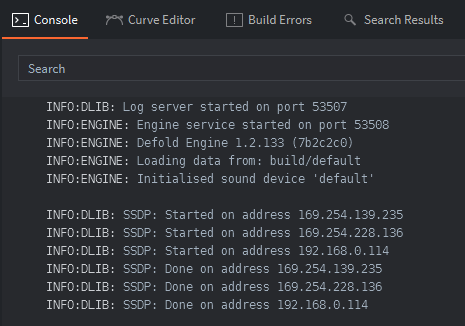 Console Curve Editor Build Errors Search Results
Search
INFO:DLIB: Log server started on port 53507
INFO:ENGINE: Engine service started on port 53508
INFO:ENGINE: Defold Engine 1.2.133 (7b2c2c0)
INFO:ENGINE: Loading data from: build/default
INFO:ENGINE: Initialised sound device 'default'
INFO:DLIB: SSDP: Started on address 169.254.139.235
INFO:DLIB: SSDP: Started on address 169.254.228.136
INFO:DLIB: SSDP: Started on address 192.168.0.114
INFO:DLIB: SSDP: Done on address 169.254.139.235
INFO:DLIB: SSDP: Done on address 169.254.228.136
INFO:DLIB: SSDP: Done on address 192.168.0.114